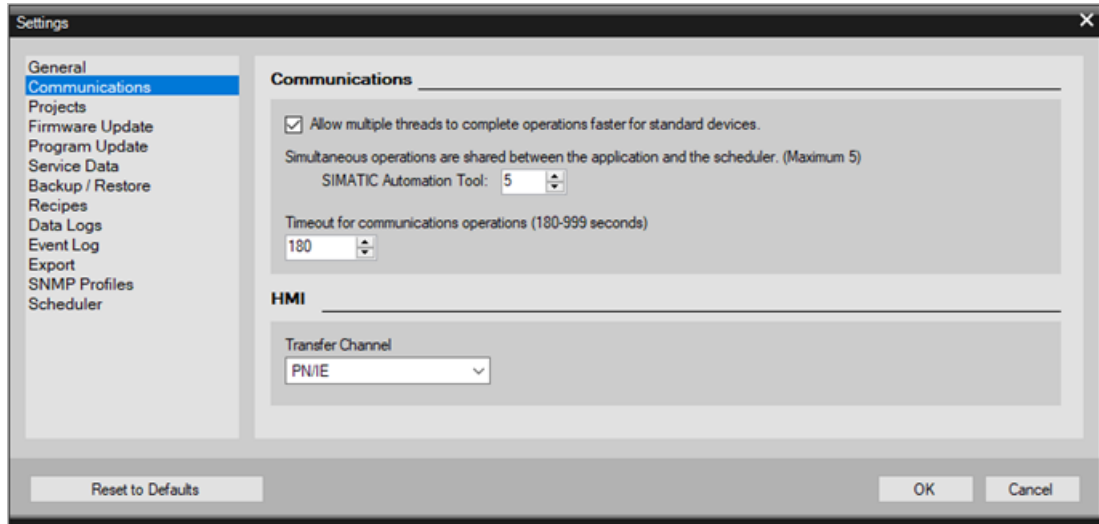 Settings
General
Communications
Projects
Firmware Update
Program Update
Service Data
Backup / Restore
Recipes
Data Logs
Event Log
Export
SNMP Profiles
Scheduler
Communications
Allow multiple threads to complete operations faster for standard devices.
Simultaneous operations are shared between the application and the scheduler. (Maximum 5)
SIMATIC Automation Tool: 5
Timeout for communications operations (180-999 seconds)
180
HMI
Transfer Channel
PN/IE
Reset to Defaults OK Cancel